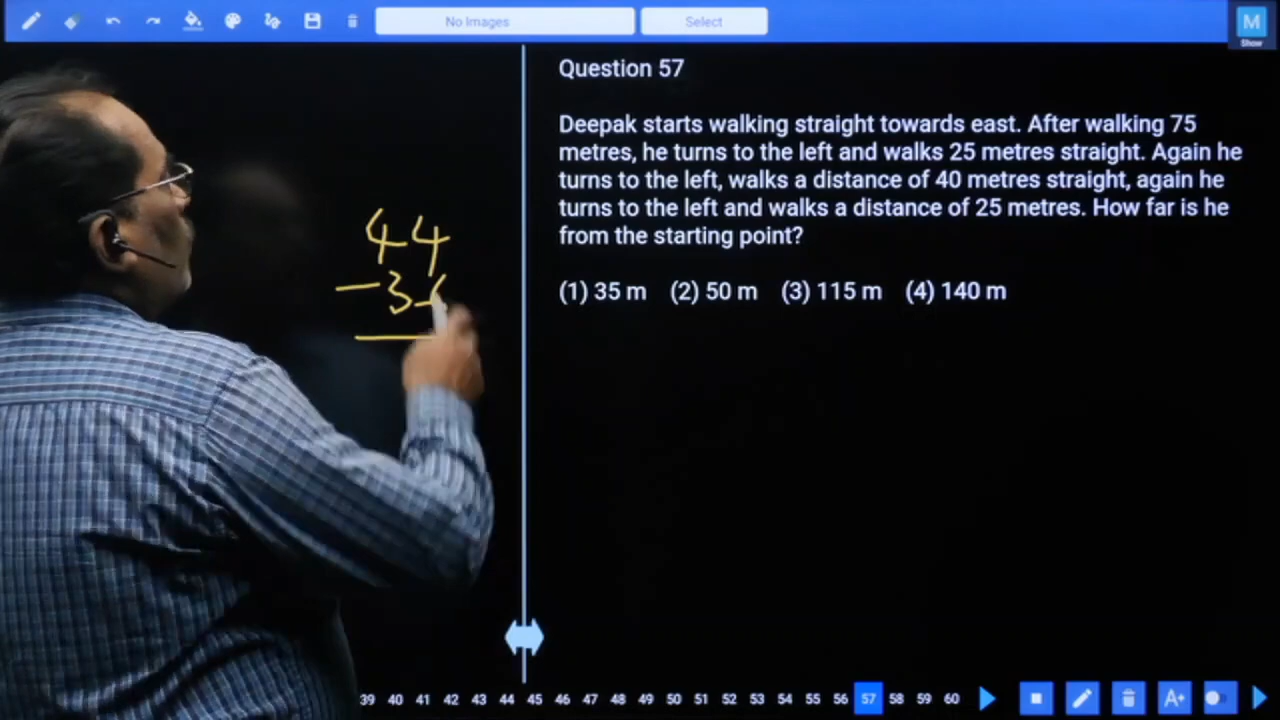 No Images
Select
M
Show
Question 57
Deepak starts walking straight towards east. After walking 75
metres, he turns to the left and walks 25 metres straight. Again he
turns to the left, walks a distance of 40 metres straight, again he
turns to the left and walks a distance of 25 metres. How far is he
from the starting point?
(1) 35 m (2) 50 m (3) 115 m (4) 140 m
44
− 3
39 40 41 42 43 44 45 46 47 48 49 50 51 52 53 54 55 56 57 58 59 60
A+